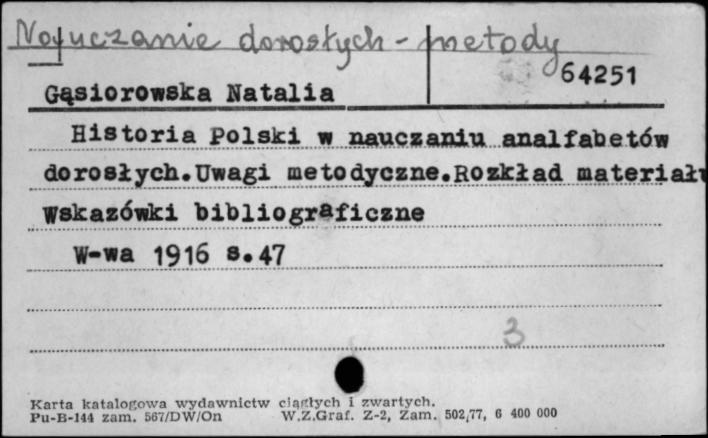 Nauczanie dorosłych - metody
64251
Gąsiorowska Natalia
Historia Polski w nauczaniu analfabetów
dorosłych.Uwagi metodyczne.Rozkład materiału
Wskazówki bibliograficzne
W-wa 1916 s.47
3
Karta katalogowa wydawnictw ciągłych i zwartych.
Pu-B-144 zam. 567/DW/On W.Z.Graf. Z-2, Zam. 502/77, 6 400 000